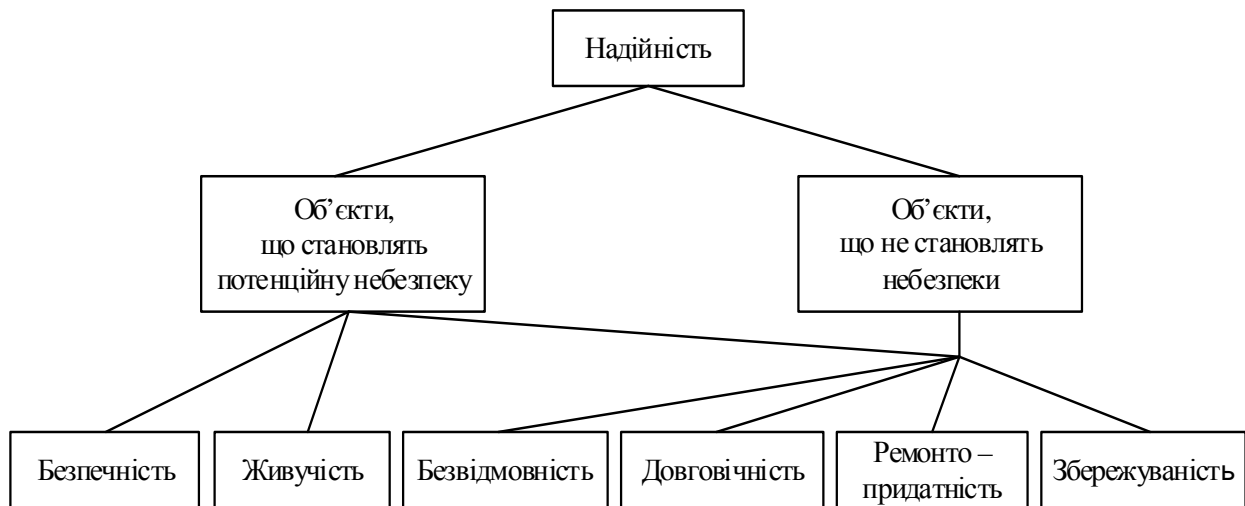 Надійність
Об’єкти,
що становлять
потенційну небезпеку
Об’єкти,
що не становлять
небезпеки
Безпечність
Живучість
Безвідмовність
Довговічність
Ремонто –
придатність
Збережуваність